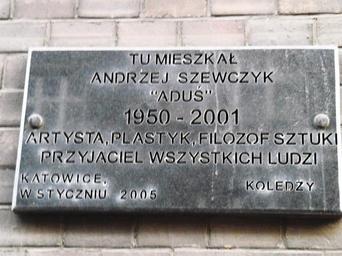 TU MIESZKAŁ
ANDRZEJ SZEWCZYK
"ADUŚ"
1950 - 2001
ARTYSTA, PLASTYK, FILOZOF SZTUKI
PRZYJACIEL WSZYSTKICH LUDZI
KATOWICE,
W STYCZNIU 2005
KOLEDZY